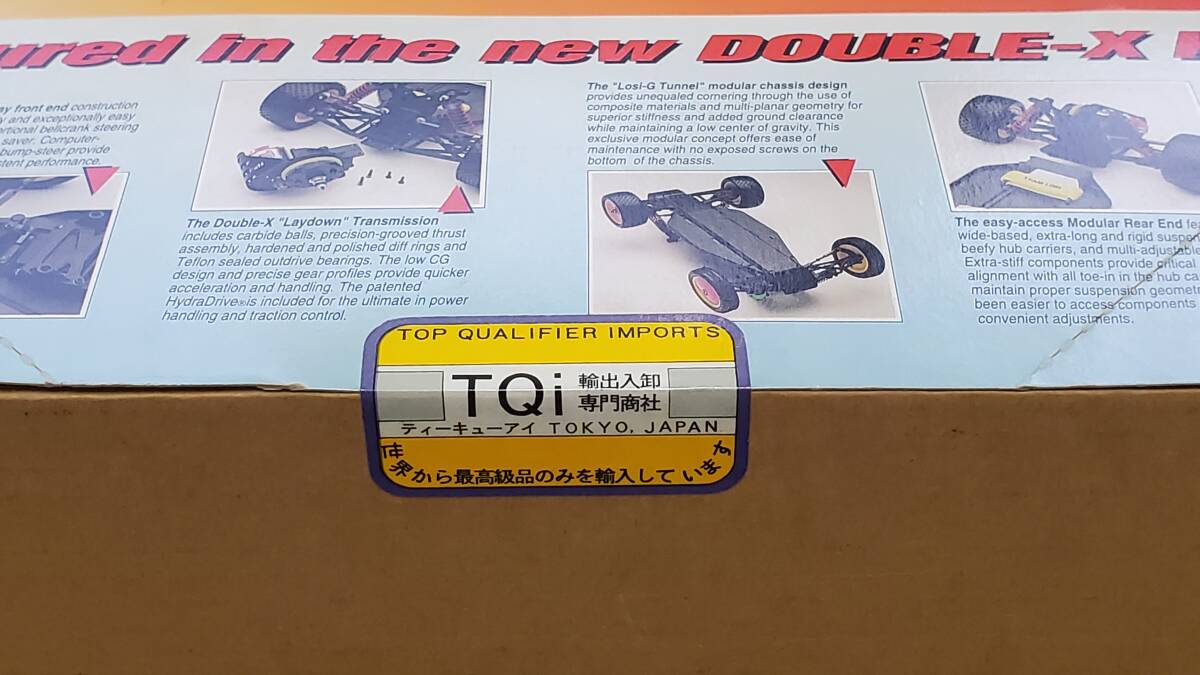 ured in the new DOUBLE-X
ay front end construction
y and exceptionally easy
ertional bellcrank steering
saver. Computer-
bump-steer provide
stent performance.
The Double-X "Laydown" Transmission
includes carbide balls, precision-grooved thrust
assembly, hardened and polished diff rings and
Teflon sealed outdrive bearings. The low CG
design and precise gear profiles provide quicker
acceleration and handling. The patented
HydraDrive® is included for the ultimate in power
handling and traction control.
The "Losi-G Tunnel" modular chassis design
provides unequaled cornering through the use of
composite materials and multi-planar geometry for
superior stiffness and added ground clearance
while maintaining a low center of gravity. This
exclusive modular concept offers ease of
maintenance with no exposed screws on the
bottom of the chassis.
The easy-access Modular Rear End fea
wide-based, extra-long and rigid suspen
beefy hub carriers, and multi-adjustable
Extra-stiff components provide critical
alignment with all toe-in in the hub ca
maintain proper suspension geometr
been easier to access components
convenient adjustments.
TOP QUALIFIER IMPORTS
TQi 輸出入卸
専門商社
ティーキューアイ TOKYO, JAPAN
世界から最高級品のみを輸入しています